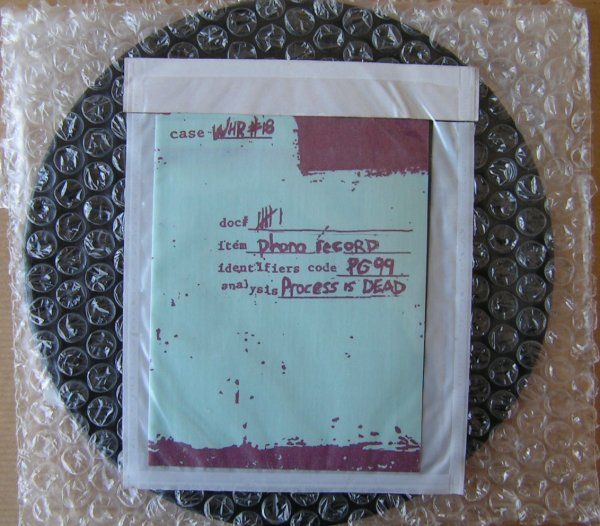 case WHR#18
doc# 𝍸 1
item phono record
identifiers code PG99
analysis Process is DEAD